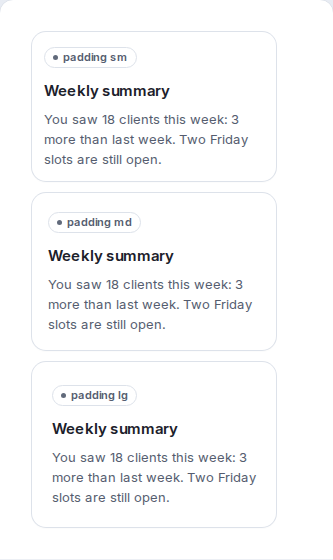 padding sm
Weekly summary
You saw 18 clients this week: 3
more than last week. Two Friday
slots are still open.
padding md
Weekly summary
You saw 18 clients this week: 3
more than last week. Two Friday
slots are still open.
padding lg
Weekly summary
You saw 18 clients this week: 3
more than last week. Two Friday
slots are still open.